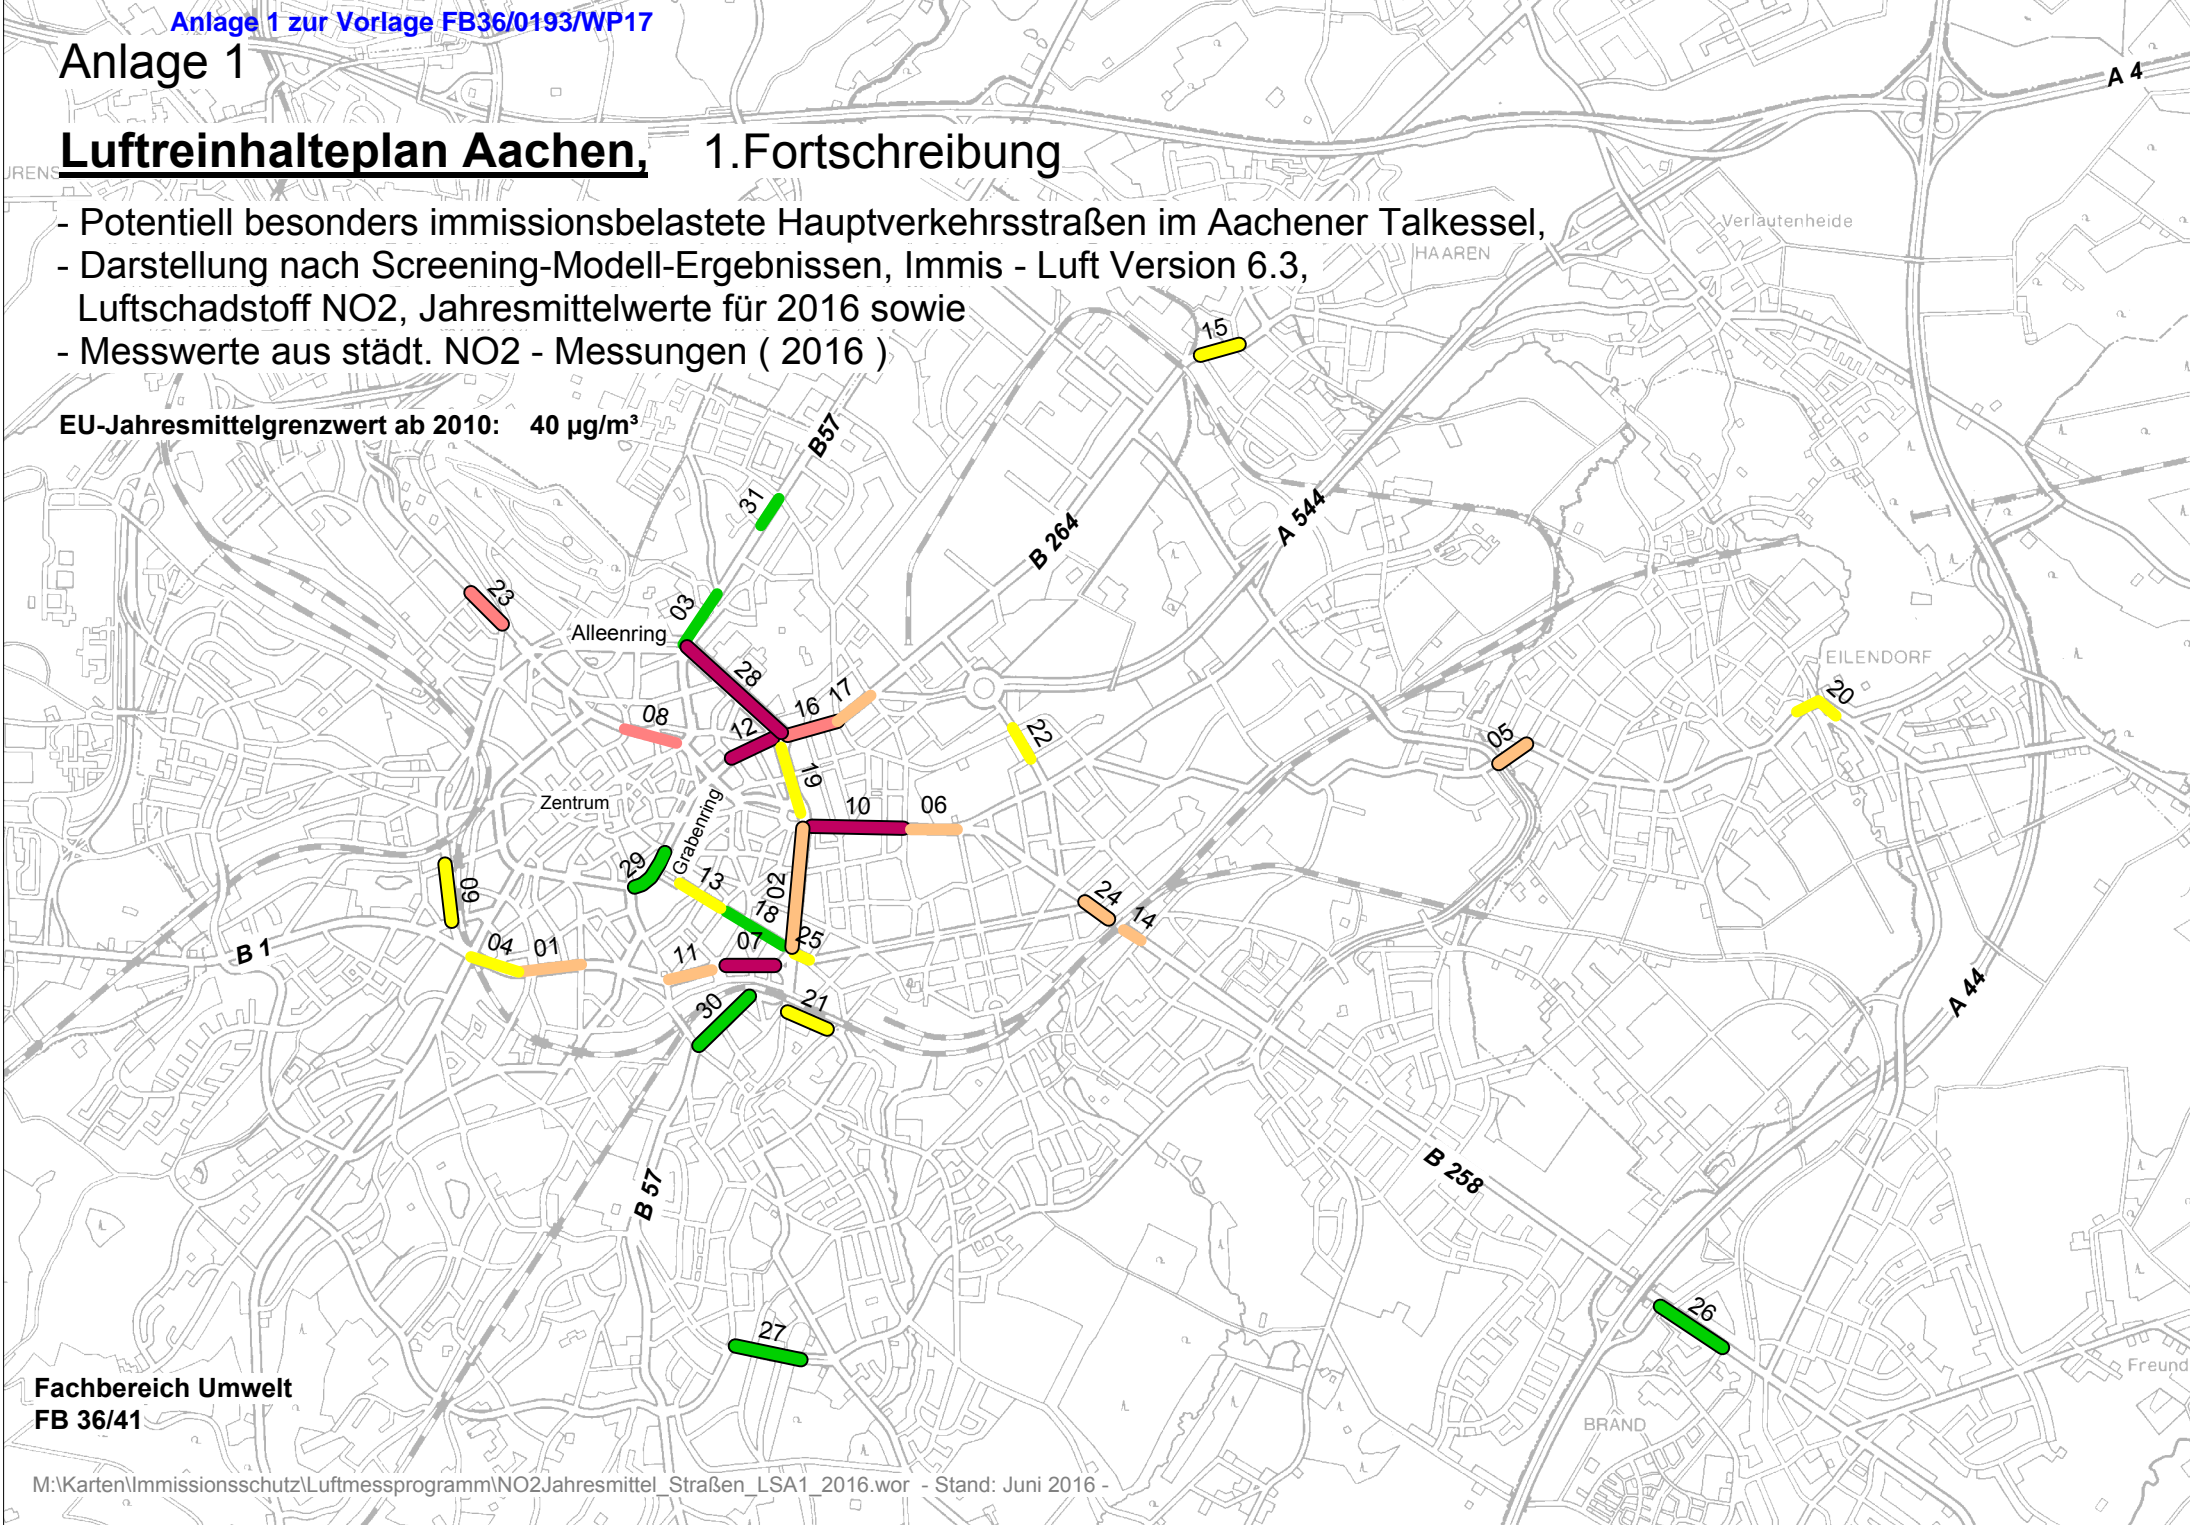 Anlage 1 zur Vorlage FB36/0193/WP17
Anlage 1
A 4
Luftreinhalteplan Aachen, 1.Fortschreibung
- Potentiell besonders immissionsbelastete Hauptverkehrsstraßen im Aachener Talkessel,
Verlautenheide
HAAREN
- Darstellung nach Screening-Modell-Ergebnissen, Immis - Luft Version 6.3,
Luftschadstoff NO2, Jahresmittelwerte für 2016 sowie
- Messwerte aus städt. NO2 - Messungen ( 2016 )
15
EU-Jahresmittelgrenzwert ab 2010: 40 µg/m³
B57
31
A 544
B 264
23
03
Alleenring
28
EILENDORF
20
17
16
08
12
22
05
19
Zentrum
10
06
Grabenring
29
13
02
09
24
18
14
25
07
04
01
11
B 1
30
21
A 44
B 258
B 57
26
27
Freund
Fachbereich Umwelt
FB 36/41
BRAND
M:\Karten\Immissionsschutz\Luftmessprogramm\NO2Jahresmittel_Straßen_LSA1_2016.wor - Stand: Juni 2016 -